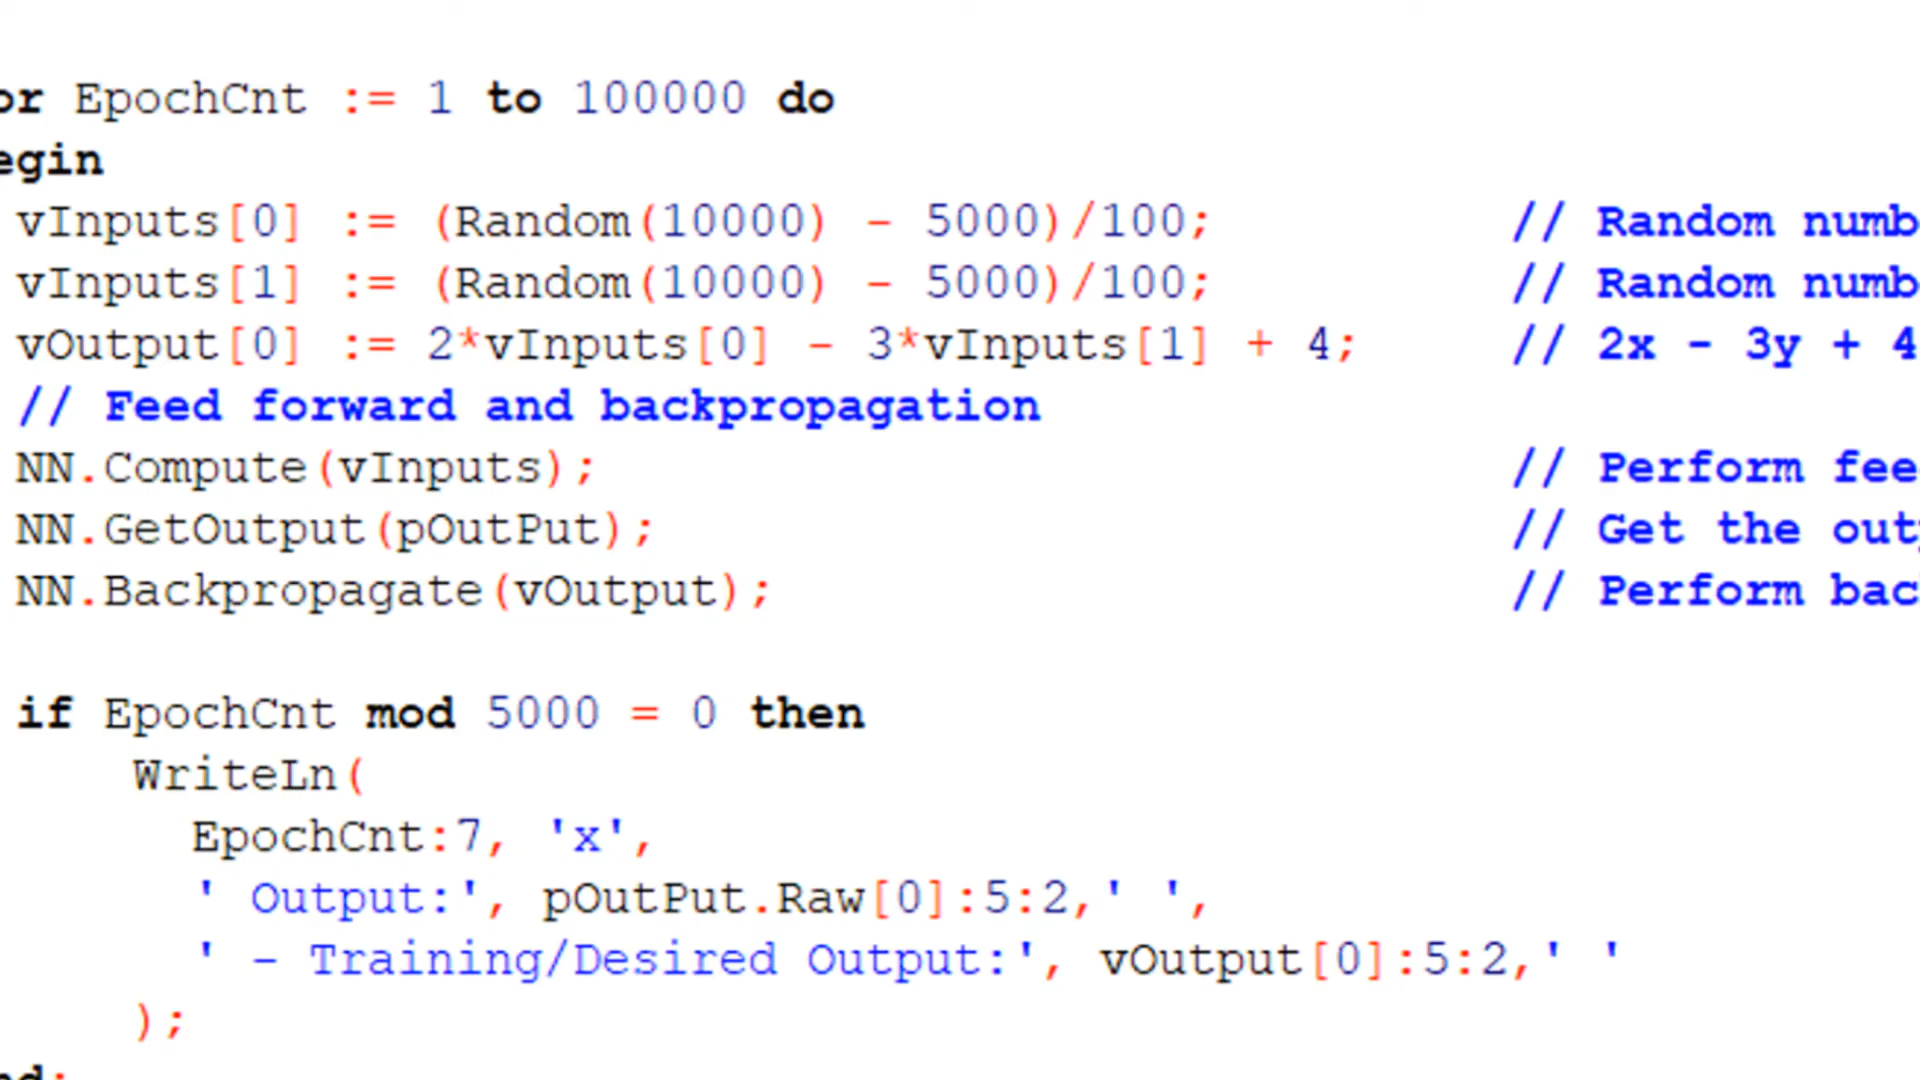 or EpochCnt := 1 to 100000 do
egin
vInputs[0] := (Random(10000) - 5000)/100; // Random numb
vInputs[1] := (Random(10000) - 5000)/100; // Random numb
vOutput[0] := 2*vInputs[0] - 3*vInputs[1] + 4; // 2x - 3y + 4
// Feed forward and backpropagation
NN.Compute(vInputs); // Perform fee
NN.GetOutput(pOutPut); // Get the out
NN.Backpropagate(vOutput); // Perform bac
if EpochCnt mod 5000 = 0 then
WriteLn(
EpochCnt:7, 'x',
' Output:', pOutPut.Raw[0]:5:2,' ',
' - Training/Desired Output:', vOutput[0]:5:2,' '
);
nd;